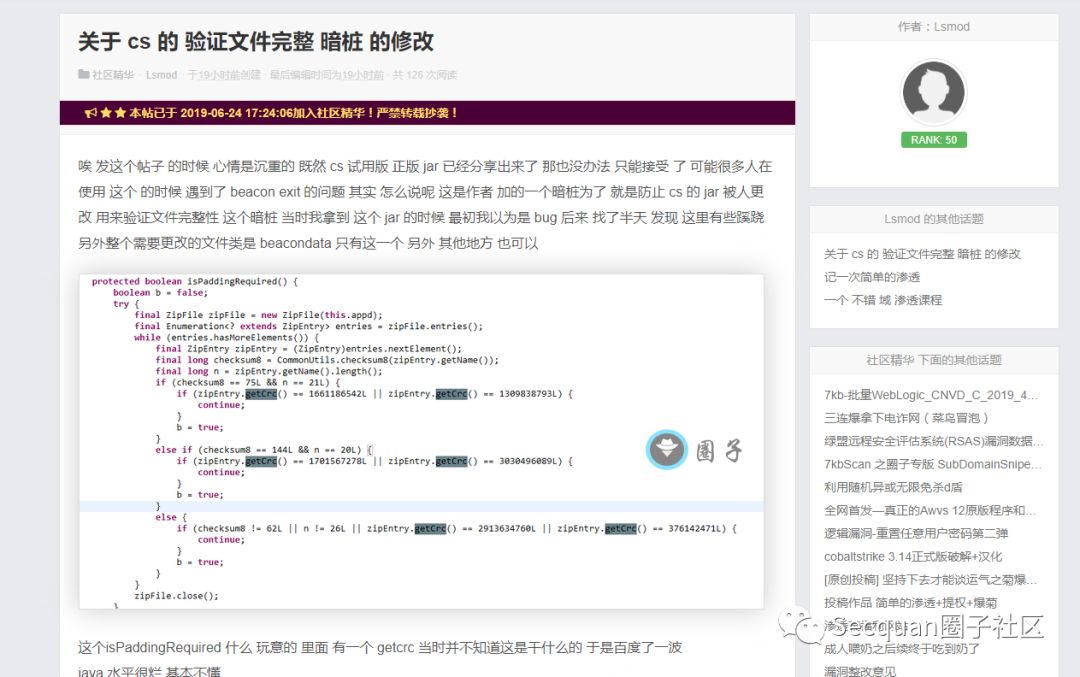 关于 cs 的 验证文件完整 暗桩 的修改
社区精华 · Lsmod · 于19小时前创建 · 最后编辑时间为19小时前 · 共 126 次阅读
本帖已于 2019-06-24 17:24:06加入社区精华！严禁转载抄袭！
唉 发这个帖子 的时候 心情是沉重的 既然 cs 试用版 正版 jar 已经分享出来了 那也没办法 只能接受 了 可能很多人在
使用 这个 的时候 遇到了 beacon exit 的问题 其实 怎么说呢 这是作者 加的一个暗桩为了 就是防止 cs 的 jar 被人更
改 用来验证文件完整性 这个暗桩 当时我拿到 这个 jar 的时候 最初我以为是 bug 后来 找了半天 发现 这里有些蹊跷
另外整个需要更改的文件类是 beacondata 只有这一个 另外 其他地方 也可以
protected boolean isPaddingRequired() {
boolean b = false;
try {
final ZipFile zipFile = new ZipFile(this.appd);
final Enumeration<? extends ZipEntry> entries = zipFile.entries();
while (entries.hasMoreElements()) {
final ZipEntry zipEntry = (ZipEntry)entries.nextElement();
final long checksum8 = CommonUtils.checksum8(zipEntry.getName());
final long n = zipEntry.getName().length();
if (checksum8 == 75L && n == 21L) {
if (zipEntry.getCrc() == 1661186542L || zipEntry.getCrc() == 1309838793L) {
continue;
}
b = true;
}
else if (checksum8 == 144L && n == 20L) {
if (zipEntry.getCrc() == 1701567278L || zipEntry.getCrc() == 3030496089L) {
continue;
}
b = true;
}
else {
if (checksum8 != 62L || n != 26L || zipEntry.getCrc() == 2913634760L || zipEntry.getCrc() == 376142471L) {
continue;
}
b = true;
}
}
zipFile.close();
}
圈子
这个isPaddingRequired 什么 玩意的 里面 有一个 getcrc 当时并不知道这是干什么的 于是百度了一波
java 水平很烂 基本不懂
作者：Lsmod
RANK: 50
Lsmod 的其他话题
关于 cs 的 验证文件完整 暗桩 的修改
记一次简单的渗透
一个 不错 域 渗透课程
社区精华 下面的其他话题
7kb-批量WebLogic_CNVD_C_2019_4...
三连爆拿下电诈网（菜鸟冒泡）
绿盟远程安全评估系统(RSAS)漏洞数据...
7kbScan 之圈子专版 SubDomainSnipe...
利用随机异或无限免杀d盾
全网首发—真正的Awvs 12原版程序和...
逻辑漏洞-重置任意用户密码第二弹
cobaltstrike 3.14正式版破解+汉化
[原创投稿] 坚持下去才能谈运气之菊爆...
投稿作品 简单的渗透+提权+爆菊
Secquan圈子社区
成人喂奶之后续终于吃到奶了
漏洞整改意见